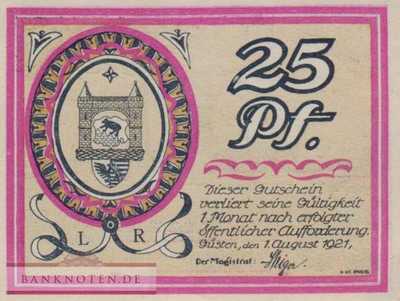 25
Pf.
Dieser Gutschein
verliert seine Gültigkeit
1 Monat nach erfolgter
öffentlicher Aufforderung.
Güsten, den 1. August 1921.
Der Magistrat:
L R
BANKNOTEN.DE